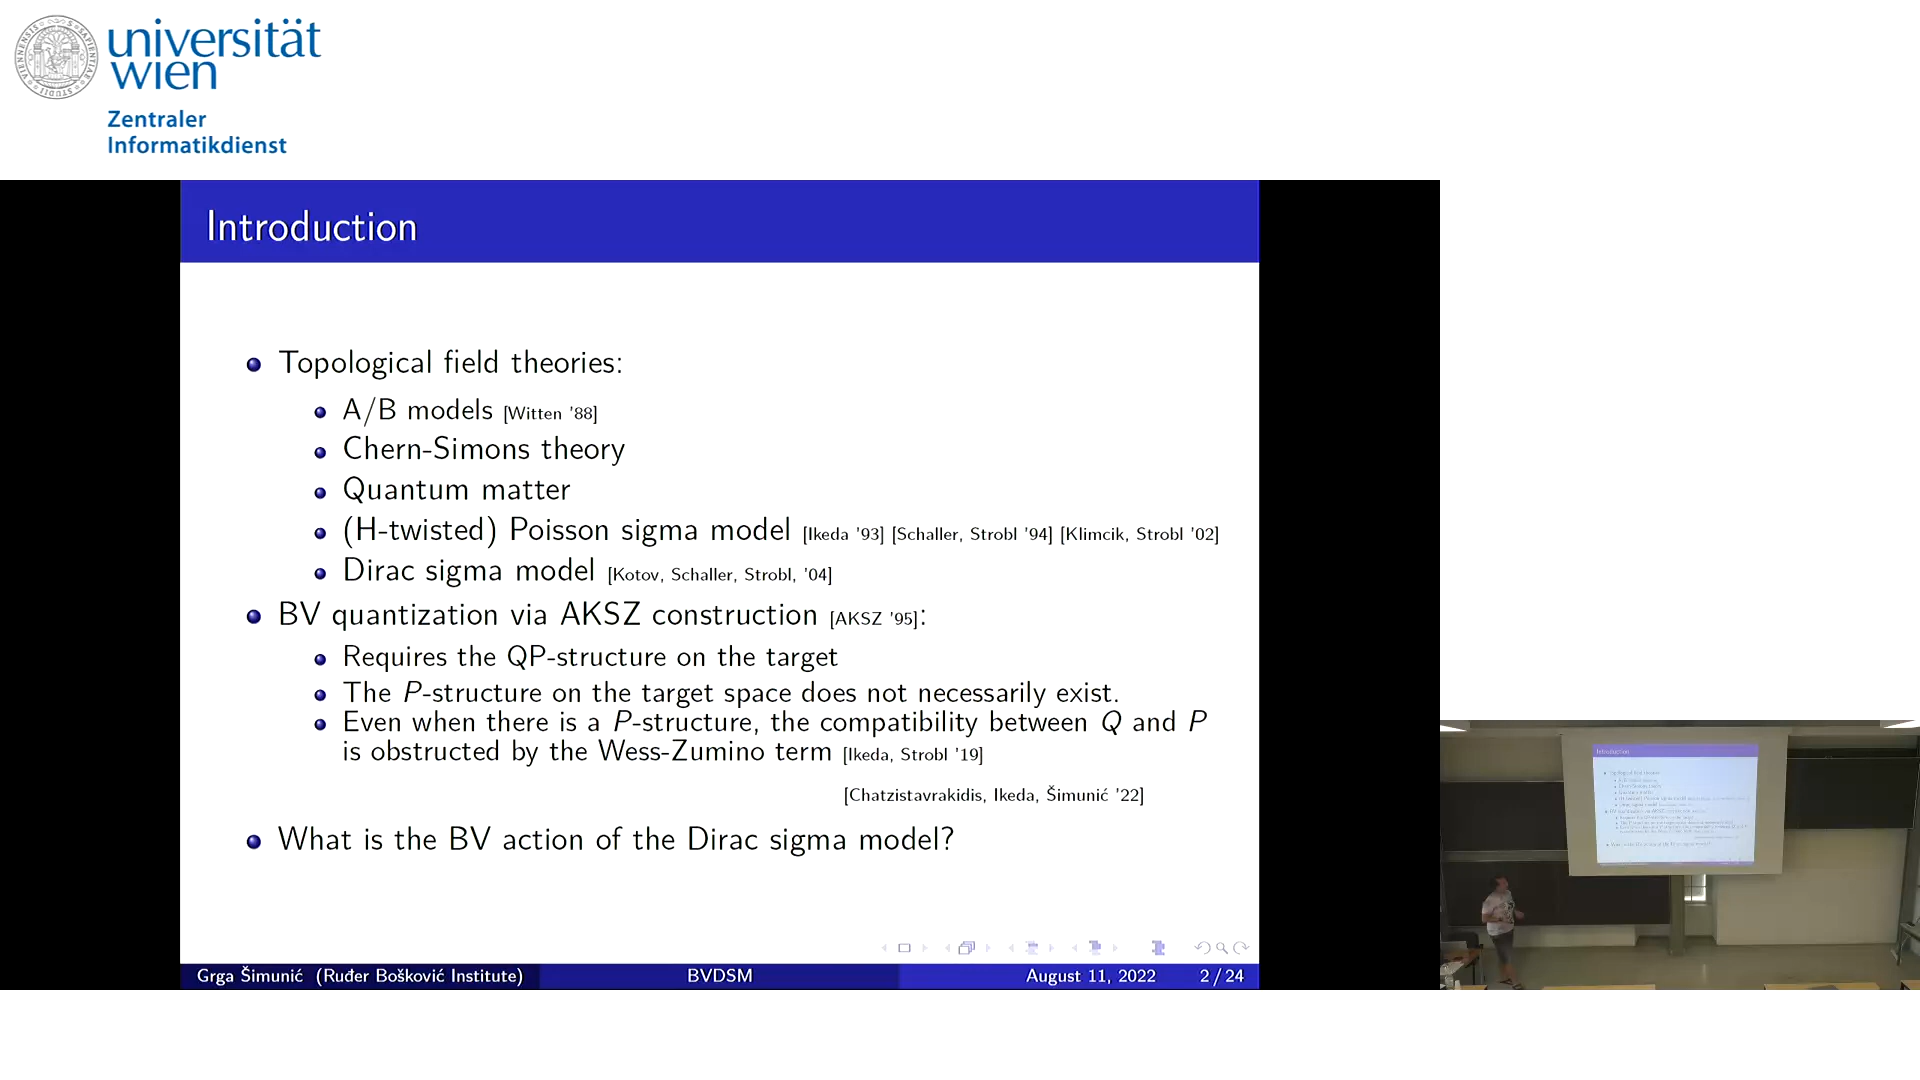 universität
wien
Zentraler
Informatikdienst
Introduction
Topological field theories:
A/B models [Witten '88]
Chern-Simons theory
Quantum matter
(H-twisted) Poisson sigma model [Ikeda '93] [Schaller, Strobl '94] [Klimcik, Strobl '02]
Dirac sigma model [Kotov, Schaller, Strobl, '04]
BV quantization via AKSZ construction [AKSZ '95]:
Requires the QP-structure on the target
The P-structure on the target space does not necessarily exist.
Even when there is a P-structure, the compatibility between Q and P
is obstructed by the Wess-Zumino term [Ikeda, Strobl '19]
[Chatzistavrakidis, Ikeda, Šimunić '22]
What is the BV action of the Dirac sigma model?
Grga Šimunić (Ruđer Bošković Institute)
BVDSM
August 11, 2022
2 / 24
Introduction